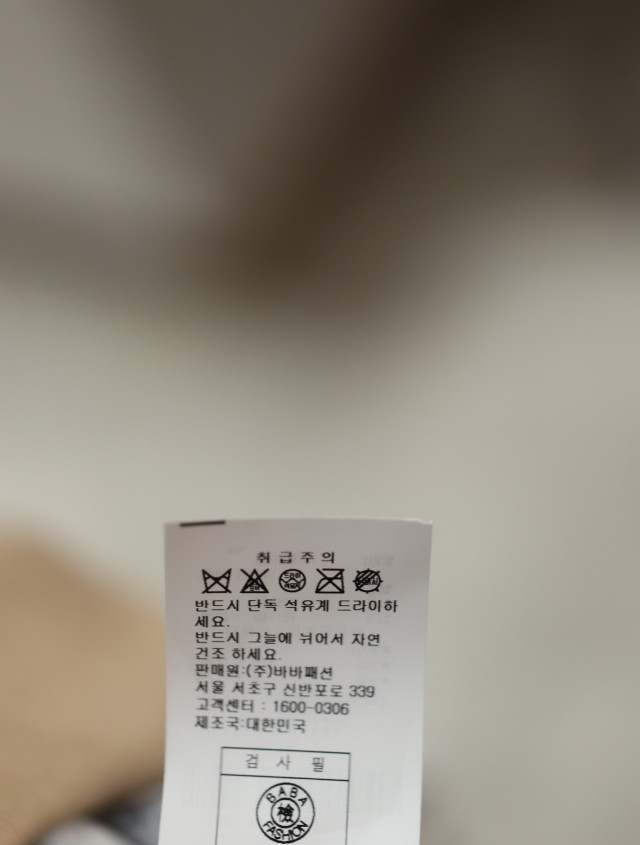 취급주의
반드시 단독 석유계 드라이하
세요.
반드시 그늘에 뉘어서 자연
건조 하세요.
판매원:(주)바바패션
서울 서초구 신반포로 339
고객센터 : 1600-0306
제조국:대한민국
검 사 필
BABA
檢
FASHION